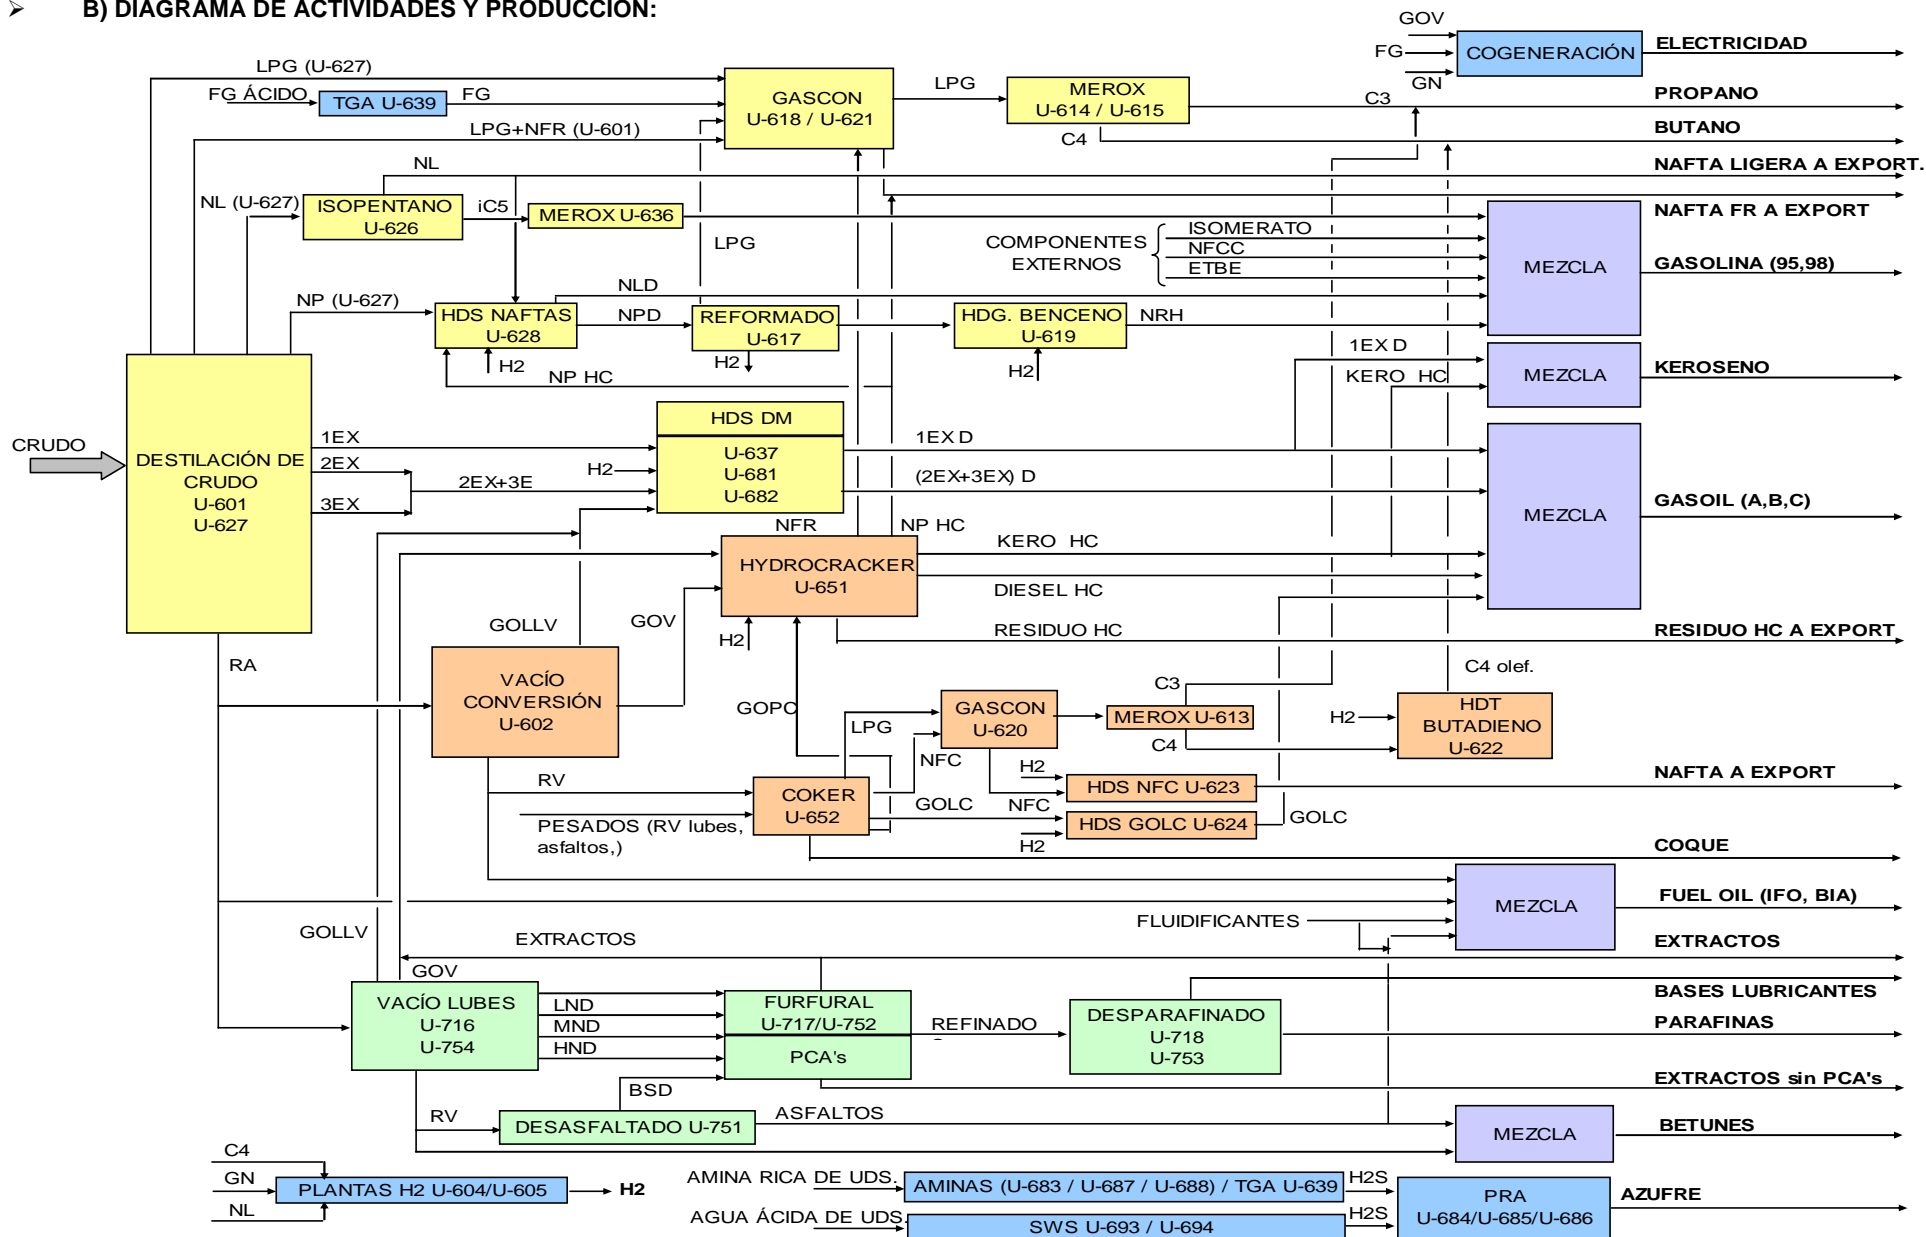 ➢ B) DIAGRAMA DE ACTIVIDADES Y PRODUCCIÓN:
GOV
FG
GN
COGENERACIÓN
ELECTRICIDAD
LPG (U-627)
FG ÁCIDO
TGA U-639
FG
GASCON
U-618 / U-621
LPG
MEROX
U-614 / U-615
C3
PROPANO
LPG+NFR (U-601)
C4
BUTANO
NL
NAFTA LIGERA A EXPORT.
NL (U-627)
ISOPENTANO
U-626
iC5
MEROX U-636
NAFTA FR A EXPORT
LPG
COMPONENTES
EXTERNOS
ISOMERATO
NFCC
ETBE
MEZCLA
GASOLINA (95,98)
NP (U-627)
HDS NAFTAS
U-628
NLD
NPD
REFORMADO
U-617
HDG. BENCENO
U-619
NRH
H2
H2
H2
NP HC
1EX D
KERO HC
MEZCLA
KEROSENO
CRUDO
DESTILACIÓN DE
CRUDO
U-601
U-627
1EX
2EX
3EX
2EX+3E
H2
HDS DM
U-637
U-681
U-682
1EX D
(2EX+3EX) D
MEZCLA
GASOIL (A,B,C)
NFR
NP HC
HYDROCRACKER
U-651
KERO HC
DIESEL HC
GOLLV
GOV
H2
RESIDUO HC
RESIDUO HC A EXPORT
RA
VACÍO
CONVERSIÓN
U-602
GOPC
LPG
GASCON
U-620
C3
MEROX U-613
C4
C4 olef.
H2
HDT
BUTADIENO
U-622
NFC
RV
COKER
U-652
H2
HDS NFC U-623
NAFTA A EXPORT
GOLC
NFC
HDS GOLC U-624
GOLC
H2
PESADOS (RV lubes,
asfaltos,)
COQUE
MEZCLA
FUEL OIL (IFO, BIA)
FLUIDIFICANTES
GOLLV
EXTRACTOS
EXTRACTOS
GOV
VACÍO LUBES
U-716
U-754
LND
MND
HND
FURFURAL
U-717/U-752
PCA's
REFINADO
DESPARAFINADO
U-718
U-753
BASES LUBRICANTES
PARAFINAS
EXTRACTOS sin PCA's
BSD
RV
DESASFALTADO U-751
ASFALTOS
MEZCLA
BETUNES
C4
GN
NL
PLANTAS H2 U-604/U-605
H2
AMINA RICA DE UDS.
AMINAS (U-683 / U-687 / U-688) / TGA U-639
H2S
AGUA ÁCIDA DE UDS.
SWS U-693 / U-694
H2S
PRA
U-684/U-685/U-686
AZUFRE